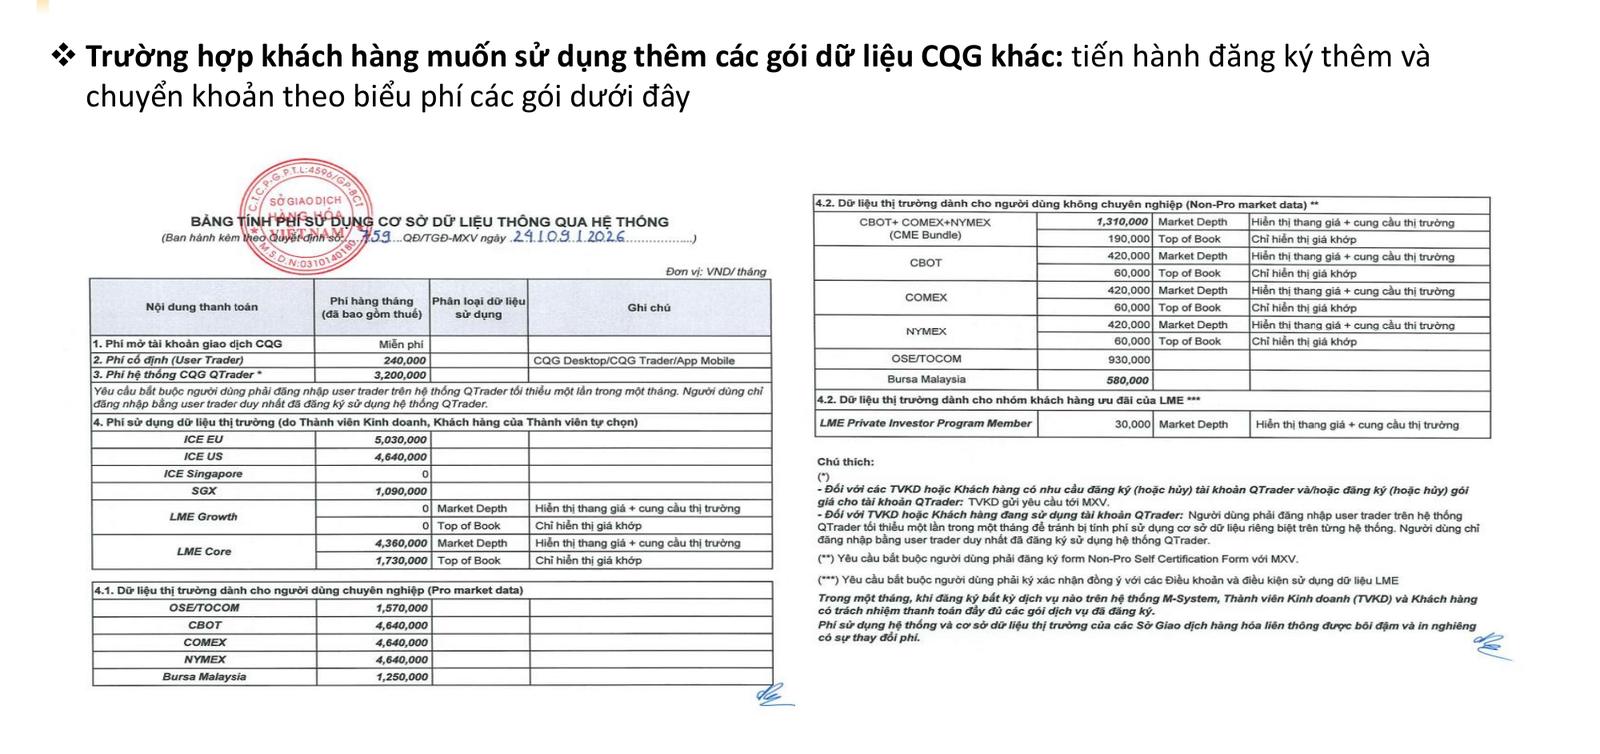 ❖ Trường hợp khách hàng muốn sử dụng thêm các gói dữ liệu CQG khác: tiến hành đăng ký thêm và
chuyển khoản theo biểu phí các gói dưới đây
C.T.C.P-G.P.T.L:4596/GP-BCT
SỞ GIAO DỊCH
HÀNG HÓA
VIỆT NAM
M.S.D.N:0310140180
BẢNG TÍNH PHÍ SỬ DỤNG CƠ SỞ DỮ LIỆU THÔNG QUA HỆ THỐNG
(Ban hành kèm theo Quyết định số: 759...QĐ/TGĐ-MXV ngày 29/09/2026................)
Đơn vị: VND/ tháng
Nội dung thanh toán | Phí hàng tháng (đã bao gồm thuế) | Phân loại dữ liệu sử dụng | Ghi chú
1. Phí mở tài khoản giao dịch CQG | Miễn phí
2. Phí cố định (User Trader) | 240,000 | CQG Desktop/CQG Trader/App Mobile
3. Phí hệ thống CQG QTrader * | 3,200,000
Yêu cầu bắt buộc người dùng phải đăng nhập user trader trên hệ thống QTrader tối thiểu một lần trong một tháng. Người dùng chỉ
đăng nhập bằng user trader duy nhất đã đăng ký sử dụng hệ thống QTrader.
4. Phí sử dụng dữ liệu thị trường (do Thành viên Kinh doanh, Khách hàng của Thành viên tự chọn)
ICE EU | 5,030,000
ICE US | 4,640,000
ICE Singapore | 0
SGX | 1,090,000
LME Growth | 0 | Market Depth | Hiển thị thang giá + cung cầu thị trường
0 | Top of Book | Chỉ hiển thị giá khớp
LME Core | 4,360,000 | Market Depth | Hiển thị thang giá + cung cầu thị trường
1,730,000 | Top of Book | Chỉ hiển thị giá khớp
4.1. Dữ liệu thị trường dành cho người dùng chuyên nghiệp (Pro market data)
OSE/TOCOM | 1,570,000
CBOT | 4,640,000
COMEX | 4,640,000
NYMEX | 4,640,000
Bursa Malaysia | 1,250,000
4.2. Dữ liệu thị trường dành cho người dùng không chuyên nghiệp (Non-Pro market data) **
CBOT+ COMEX+NYMEX (CME Bundle) | 1,310,000 | Market Depth | Hiển thị thang giá + cung cầu thị trường
190,000 | Top of Book | Chỉ hiển thị giá khớp
CBOT | 420,000 | Market Depth | Hiển thị thang giá + cung cầu thị trường
60,000 | Top of Book | Chỉ hiển thị giá khớp
COMEX | 420,000 | Market Depth | Hiển thị thang giá + cung cầu thị trường
60,000 | Top of Book | Chỉ hiển thị giá khớp
NYMEX | 420,000 | Market Depth | Hiển thị thang giá + cung cầu thị trường
60,000 | Top of Book | Chỉ hiển thị giá khớp
OSE/TOCOM | 930,000
Bursa Malaysia | 580,000
4.2. Dữ liệu thị trường dành cho nhóm khách hàng ưu đãi của LME ***
LME Private Investor Program Member | 30,000 | Market Depth | Hiển thị thang giá + cung cầu thị trường
Chú thích:
(*)
- Đối với các TVKD hoặc Khách hàng có nhu cầu đăng ký (hoặc hủy) tài khoản QTrader và/hoặc đăng ký (hoặc hủy) gói
giá cho tài khoản QTrader: TVKD gửi yêu cầu tới MXV.
- Đối với TVKD hoặc Khách hàng đang sử dụng tài khoản QTrader: Người dùng phải đăng nhập user trader trên hệ thống
QTrader tối thiểu một lần trong một tháng để tránh bị tính phí sử dụng cơ sở dữ liệu riêng biệt trên từng hệ thống. Người dùng chỉ
đăng nhập bằng user trader duy nhất đã đăng ký sử dụng hệ thống QTrader.
(**) Yêu cầu bắt buộc người dùng phải đăng ký form Non-Pro Self Certification Form với MXV.
(***) Yêu cầu bắt buộc người dùng phải ký xác nhận đồng ý với các Điều khoản và điều kiện sử dụng dữ liệu LME
Trong một tháng, khi đăng ký bất kỳ dịch vụ nào trên hệ thống M-System, Thành viên Kinh doanh (TVKD) và Khách hàng
có trách nhiệm thanh toán đầy đủ các gói dịch vụ đã đăng ký.
Phí sử dụng hệ thống và cơ sở dữ liệu thị trường của các Sở Giao dịch hàng hóa liên thông được bôi đậm và in nghiêng
có sự thay đổi phí.